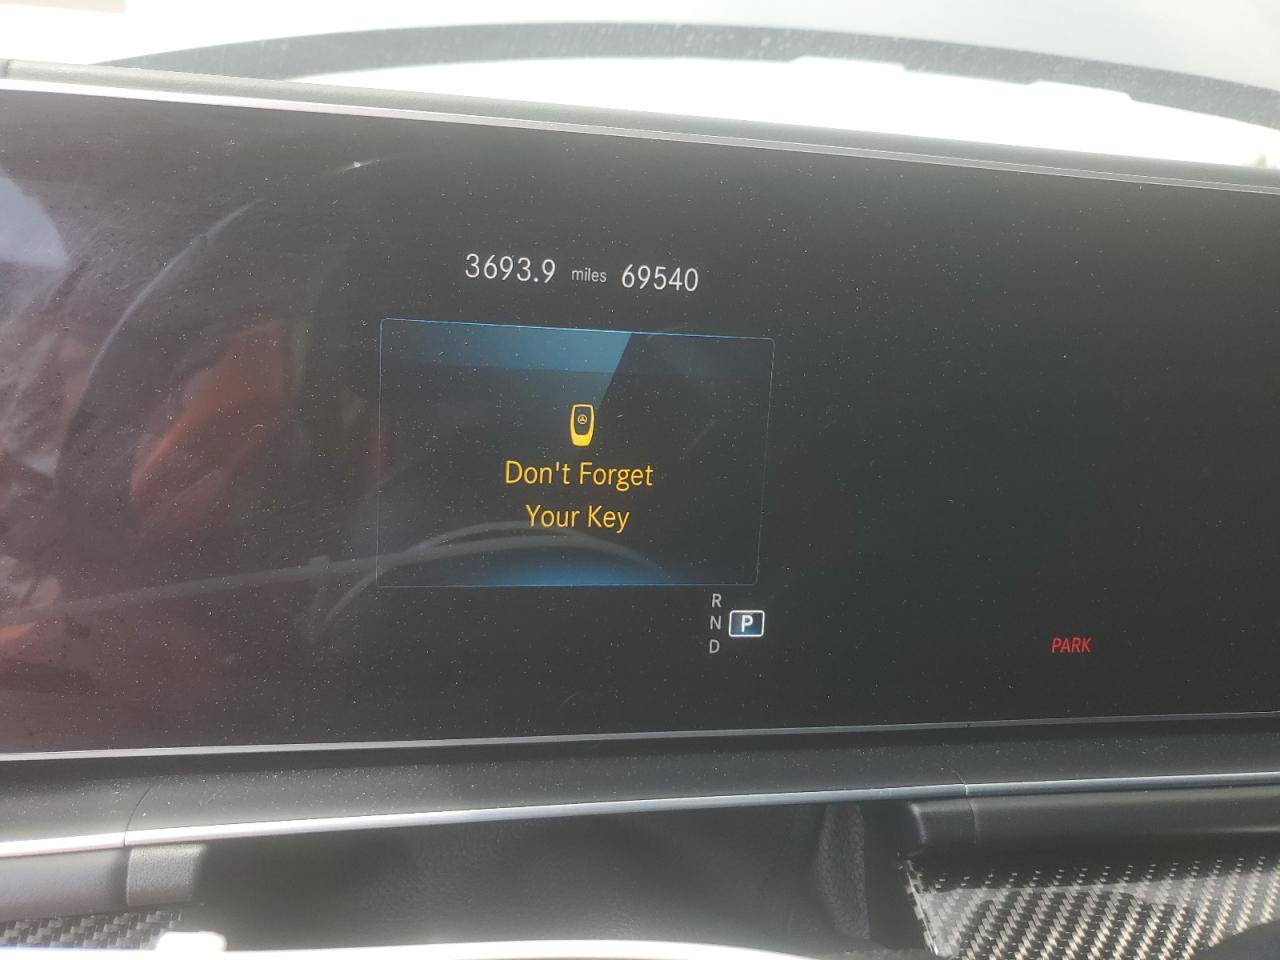 3693.9 miles 69540
Don't Forget
Your Key
R
N P
D
PARK